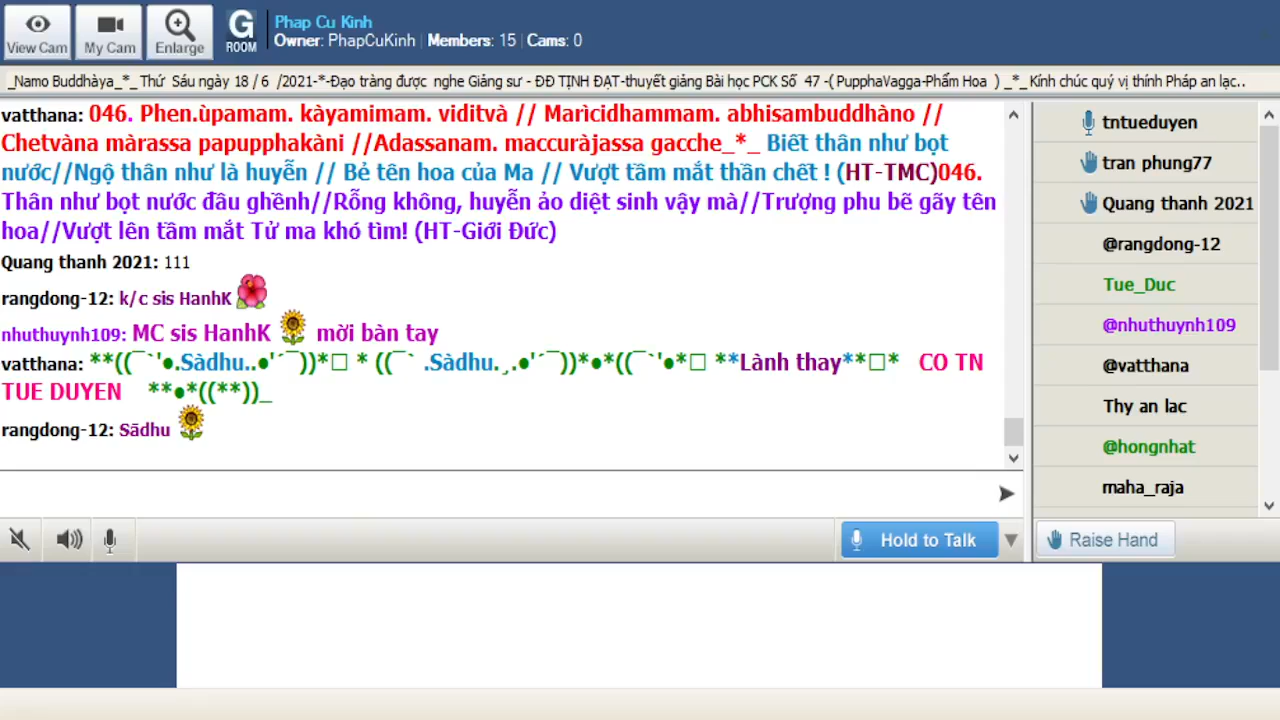 View Cam
My Cam
Enlarge
G
ROOM
Phap Cu Kinh
Owner: PhapCuKinh | Members: 15 | Cams: 0
_Namo Buddhàya_*_ Thứ Sáu ngày 18 / 6 /2021-*-Đạo tràng được nghe Giảng sư - ĐĐ TỊNH ĐẠT-thuyết giảng Bài học PCK Số 47 -( PupphaVagga-Phẩm Hoa ) _*_Kính chúc quý vị thính Pháp an lạc..
vatthana: 046. Phen.ùpamam. kàyamimam. viditvà // Marìcidhammam. abhisambuddhàno //
Chetvàna màrassa papupphakàni //Adassanam. maccuràjassa gacche_*_ Biết thân như bọt
nước//Ngộ thân như là huyễn // Bẻ tên hoa của Ma // Vượt tầm mắt thần chết ! (HT-TMC)046.
Thân như bọt nước đầu ghềnh//Rỗng không, huyễn ảo diệt sinh vậy mà//Trượng phu bẽ gãy tên
hoa//Vượt lên tầm mắt Tử ma khó tìm! (HT-Giới Đức)
Quang thanh 2021: 111
rangdong-12: k/c sis HanhK
nhuthuynh109: MC sis HanhK mời bàn tay
vatthana: **((¯`'●.Sàdhu..●'´¯))*□ * ((¯` .Sàdhu.¸.●'´¯))*●*((¯`'●*□ **Lành thay**□* CO TN
TUE DUYEN **●*((**))_
rangdong-12: Sādhu
Hold to Talk
tntueduyen
tran phung77
Quang thanh 2021
@rangdong-12
Tue_Duc
@nhuthuynh109
@vatthana
Thy an lac
@hongnhat
maha_raja
Raise Hand